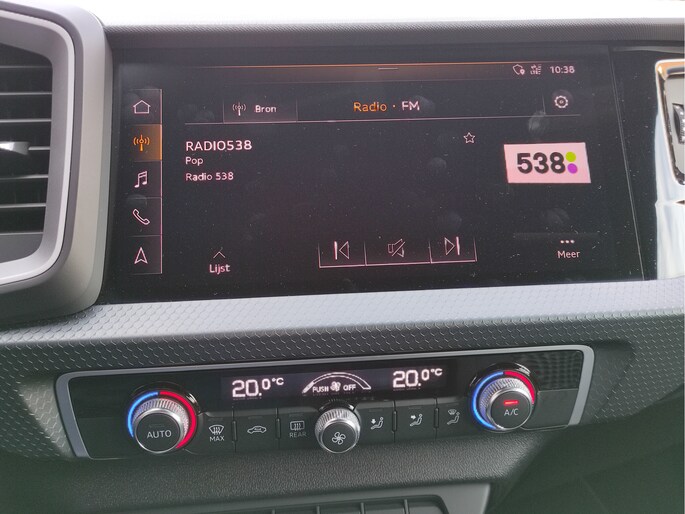 10:38
Bron
Radio · FM
RADIO538
Pop
Radio 538
538
Lijst
Meer
20.0°C
PUSH OFF
20.0°C
AUTO
MAX
REAR
A/C